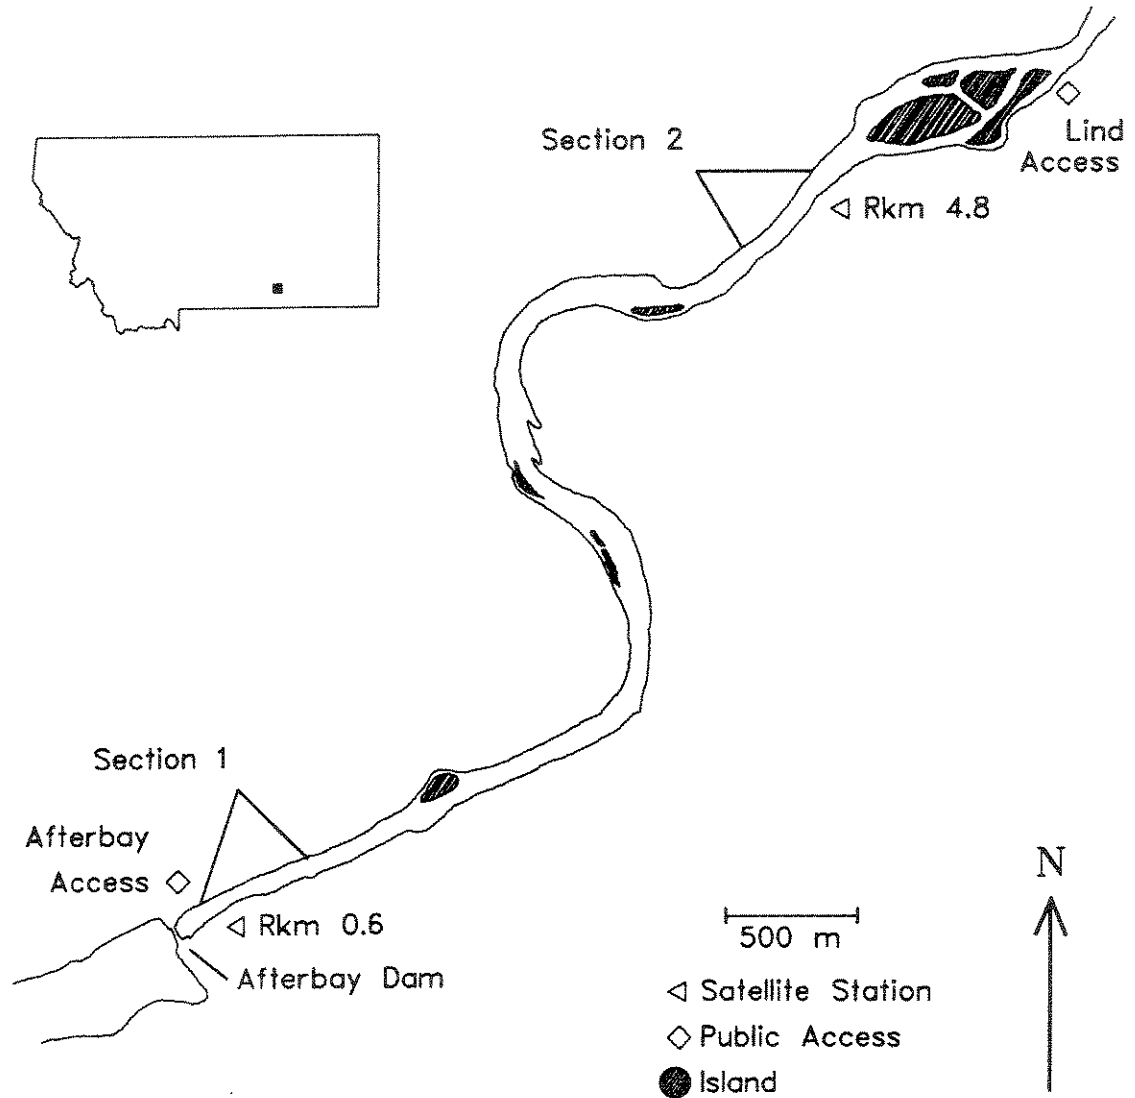 Section 2
Lind
Access
Rkm 4.8
Section 1
Afterbay
Access
Rkm 0.6
Afterbay Dam
N
500 m
Satellite Station
Public Access
Island